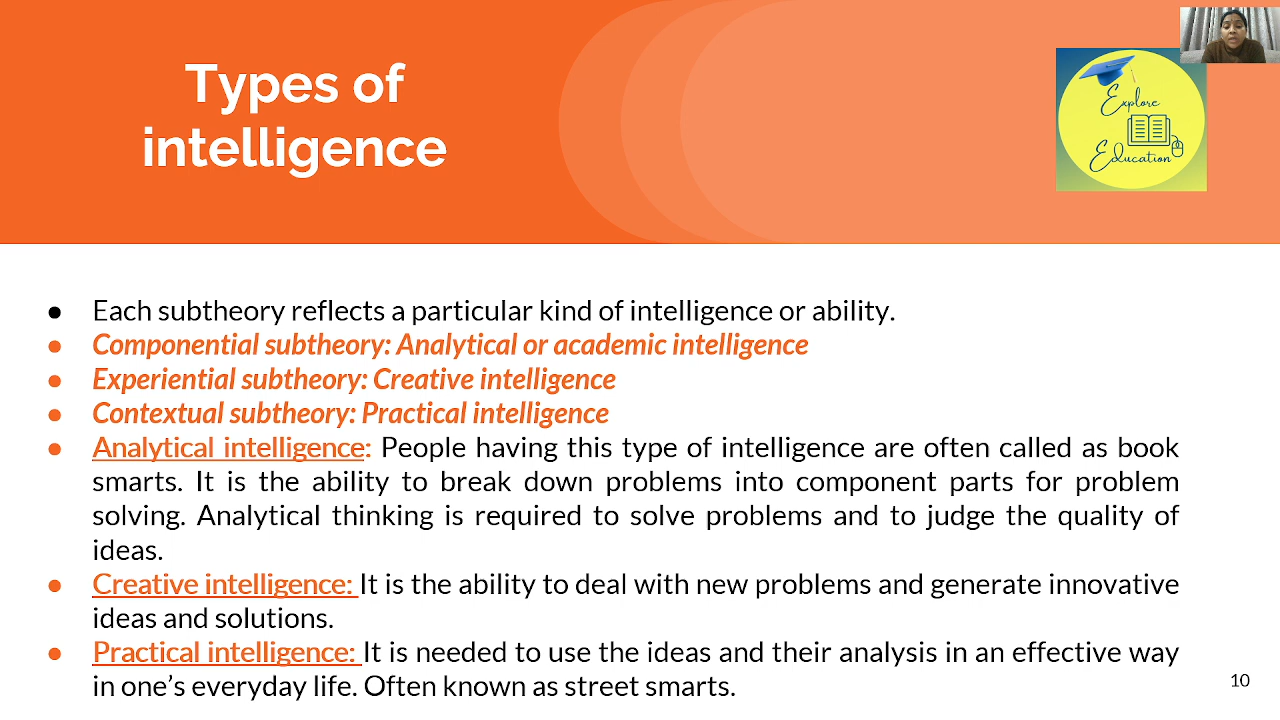 Types of
intelligence
Explore
Education
● Each subtheory reflects a particular kind of intelligence or ability.
● Componential subtheory: Analytical or academic intelligence
● Experiential subtheory: Creative intelligence
● Contextual subtheory: Practical intelligence
● Analytical intelligence: People having this type of intelligence are often called as book
smarts. It is the ability to break down problems into component parts for problem
solving. Analytical thinking is required to solve problems and to judge the quality of
ideas.
● Creative intelligence: It is the ability to deal with new problems and generate innovative
ideas and solutions.
● Practical intelligence: It is needed to use the ideas and their analysis in an effective way
in one’s everyday life. Often known as street smarts.
10